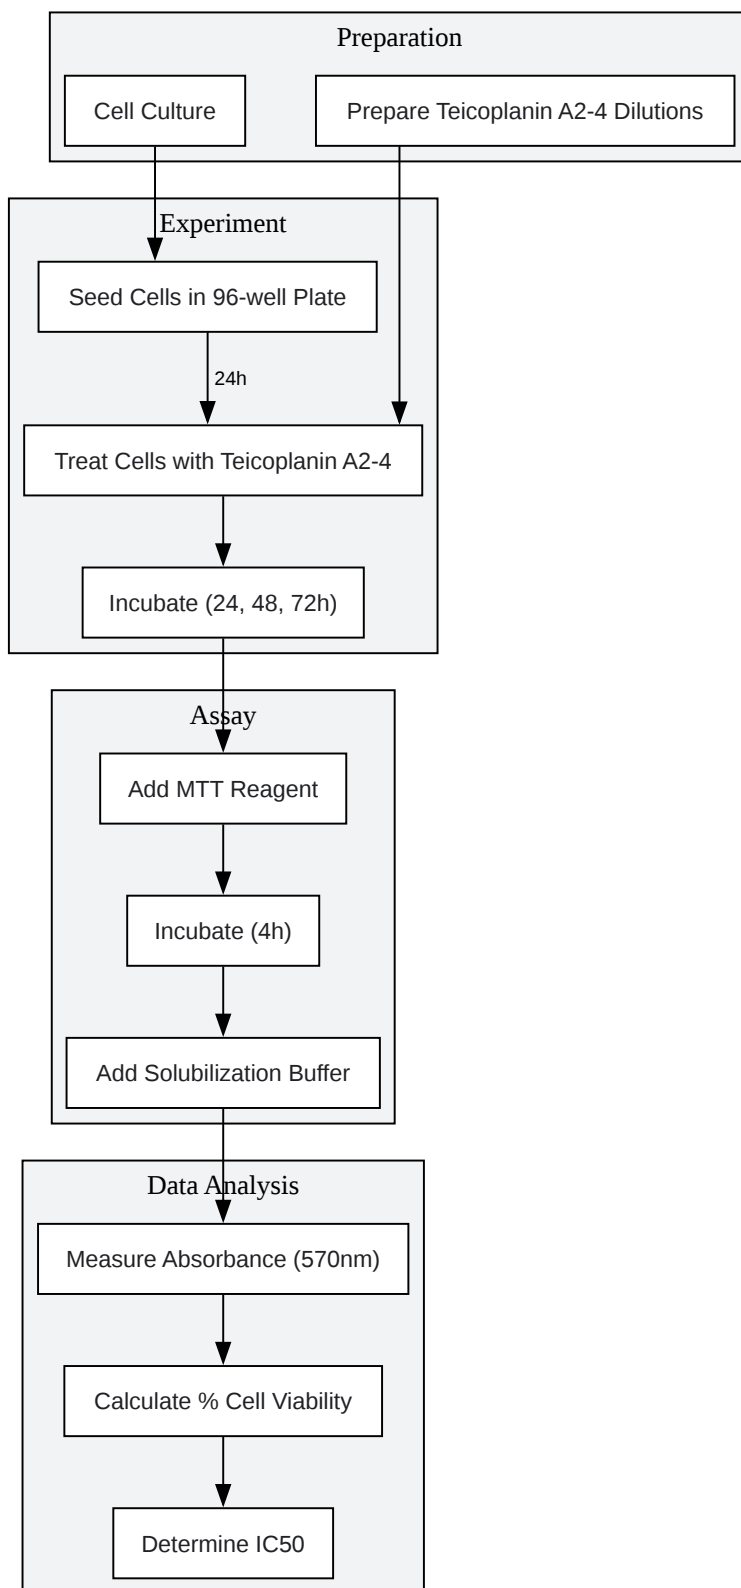 Preparation
Cell Culture
Prepare Teicoplanin A2-4 Dilutions
Experiment
Seed Cells in 96-well Plate
24h
Treat Cells with Teicoplanin A2-4
Incubate (24, 48, 72h)
Assay
Add MTT Reagent
Incubate (4h)
Add Solubilization Buffer
Data Analysis
Measure Absorbance (570nm)
Calculate % Cell Viability
Determine IC50